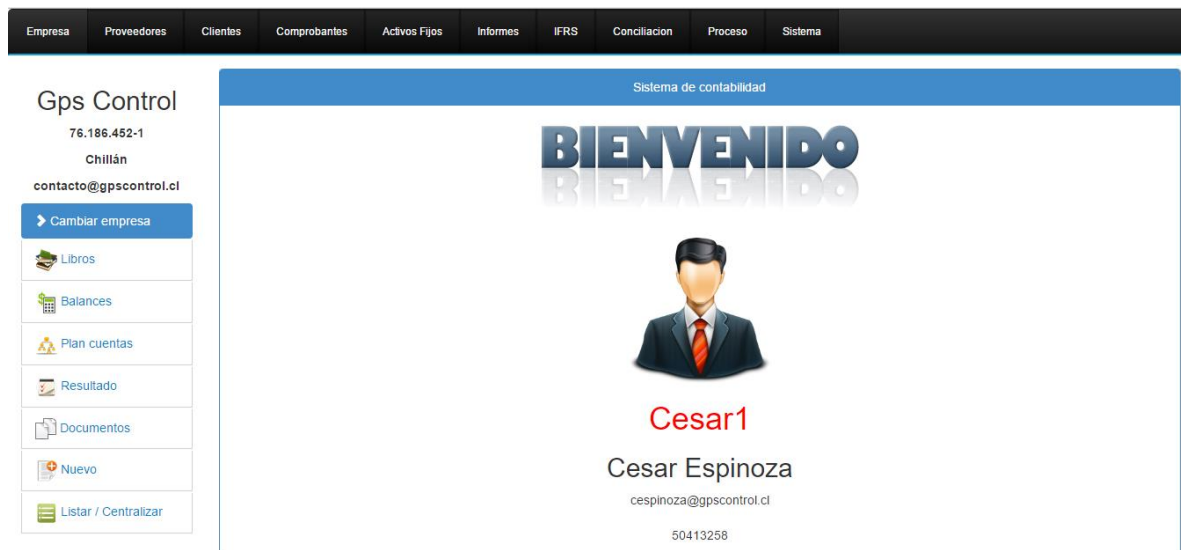 Empresa Proveedores Clientes Comprobantes Activos Fijos Informes IFRS Conciliacion Proceso Sistema
Gps Control
76.186.452-1
Chillán
contacto@gpscontrol.cl
Cambiar empresa
Libros
Balances
Plan cuentas
Resultado
Documentos
Nuevo
Listar / Centralizar
Sistema de contabilidad
BIENVENIDO
Cesar1
Cesar Espinoza
cespinoza@gpscontrol.cl
50413258